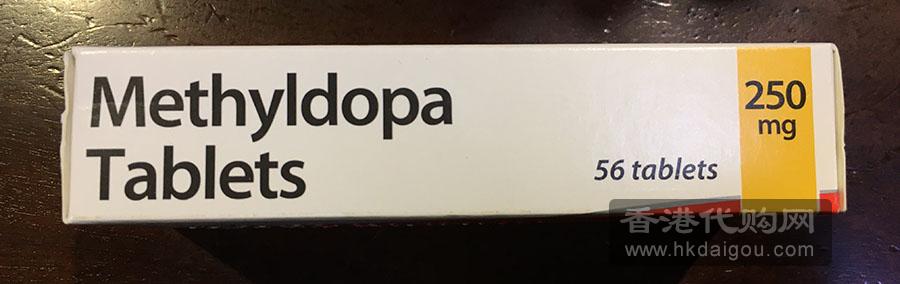 Methyldopa
Tablets
56 tablets
250
mg
香港代购网
www.hkdaigou.com